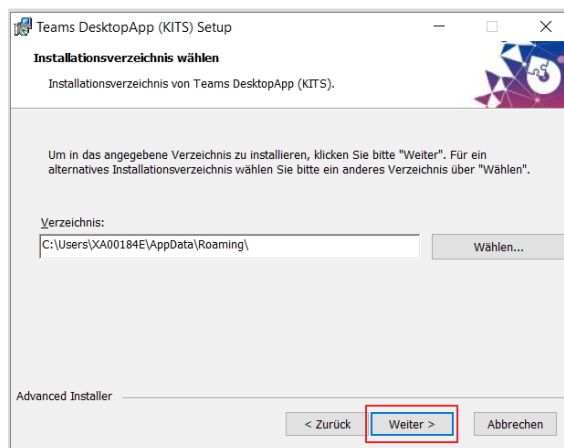 Teams DesktopApp (KITS) Setup
Installationsverzeichnis wählen
Installationsverzeichnis von Teams DesktopApp (KITS).
Um in das angegebene Verzeichnis zu installieren, klicken Sie bitte "Weiter". Für ein
alternatives Installationsverzeichnis wählen Sie bitte ein anderes Verzeichnis über "Wählen".
Verzeichnis:
C:\Users\XA00184E\AppData\Roaming\
Wählen...
Advanced Installer
< Zurück
Weiter >
Abbrechen